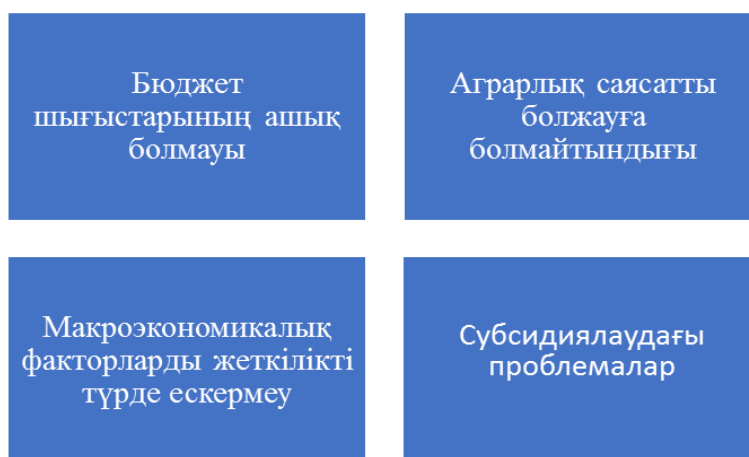 Бюджет
шығыстарының ашық
болмауы
Аграрлық саясатты
болжауға
болмайтындығы
Макроэкономикалық
факторларды жеткілікті
түрде ескермеу
Субсидиялаудағы
проблемалар